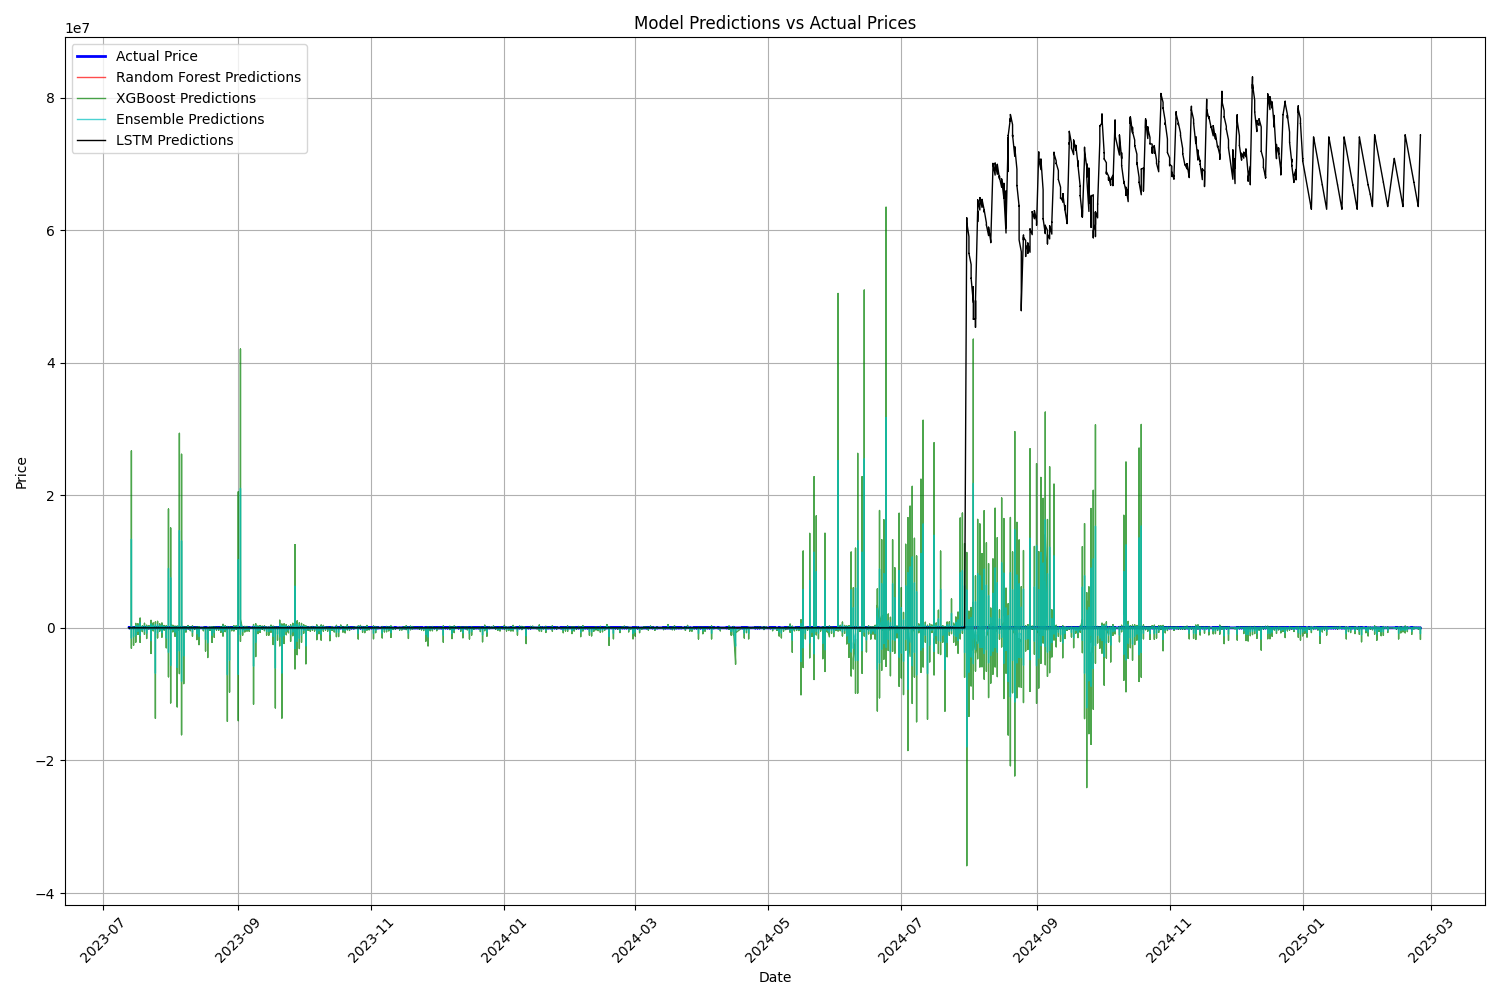 Model Predictions vs Actual Prices
1e7
Actual Price
Random Forest Predictions
XGBoost Predictions
Ensemble Predictions
LSTM Predictions
8
6
4
2
0
−2
−4
Price
2023-07
2023-09
2023-11
2024-01
2024-03
2024-05
2024-07
2024-09
2024-11
2025-01
2025-03
Date